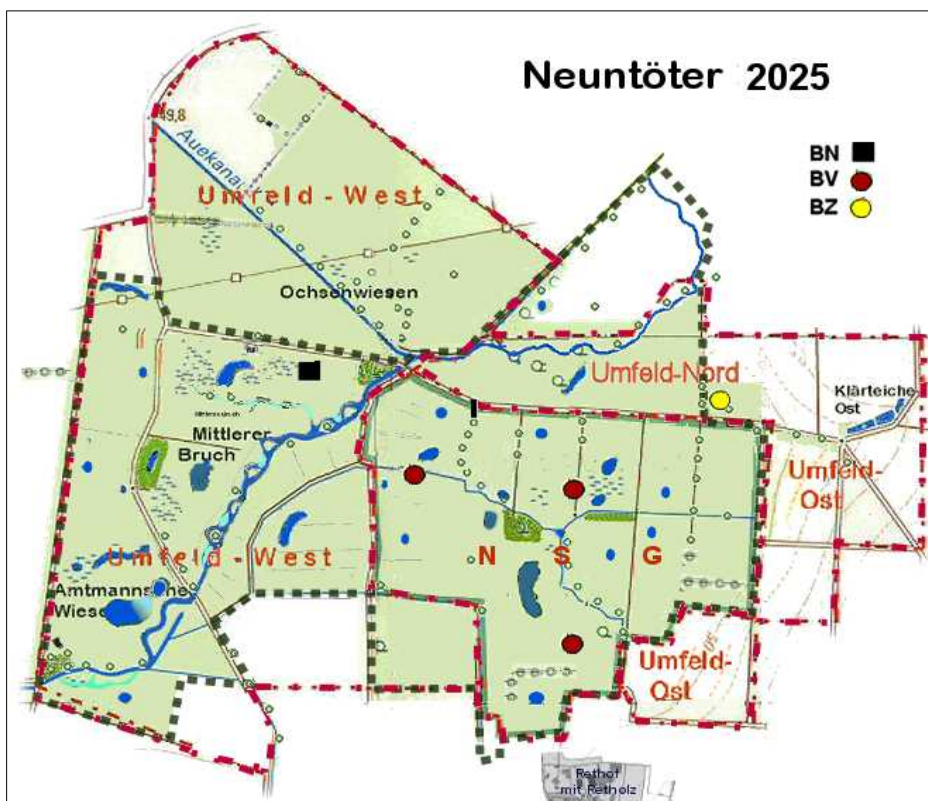 Neuntöter 2025
BN
BV
BZ
49,8
Auekanal
Umfeld - West
Ochsenwiesen
Umfeld-Nord
Klärteiche
Ost
Mittlerer
Bruch
Umfeld-
Ost
N S G
Umfeld - West
Amtmannsche
Wiese
50
Umfeld-
Ost
Rethof
mit Retholz